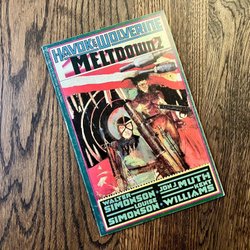 HAVOK & WOLVERINE
MELTDOWN 2
WALTER SIMONSON
LOUISE SIMONSON
JON J MUTH
KENT WILLIAMS